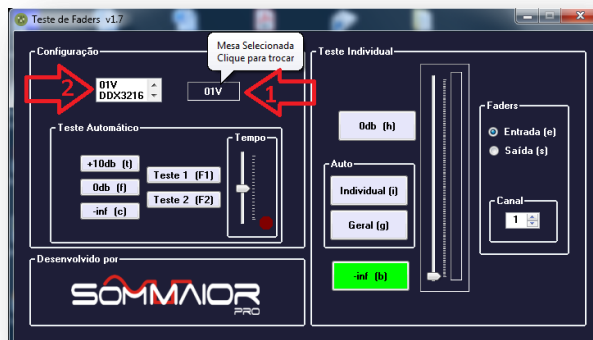 Teste de Faders v1.7
Configuração
Mesa Selecionada
Clique para trocar
2
01V
DDX3216
01V
1
Teste Automático
+10db (t)
0db (f)
-inf (c)
Teste 1 (F1)
Teste 2 (F2)
Tempo
Desenvolvido por
SOMMAIOR
PRO
Teste Individual
0db (h)
Auto
Individual (i)
Geral (g)
-inf (b)
Faders
Entrada (e)
Saída (s)
Canal
1